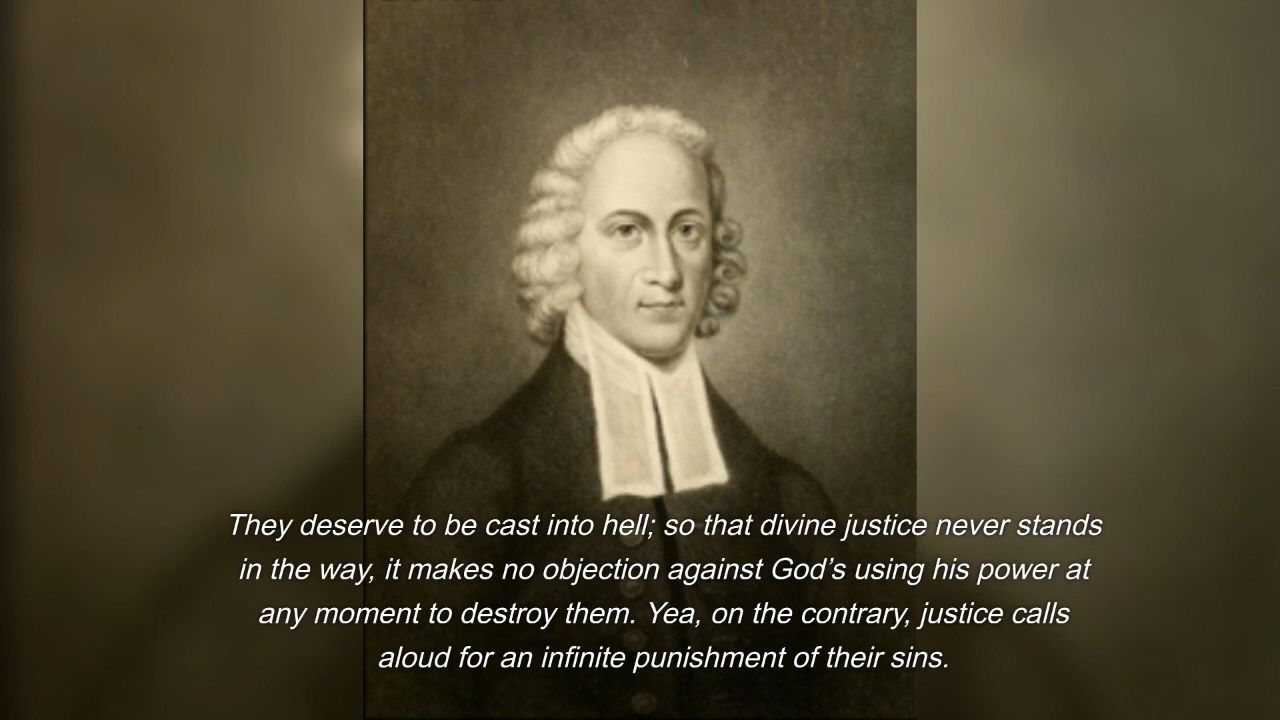 They deserve to be cast into hell; so that divine justice never stands
in the way, it makes no objection against God’s using his power at
any moment to destroy them. Yea, on the contrary, justice calls
aloud for an infinite punishment of their sins.